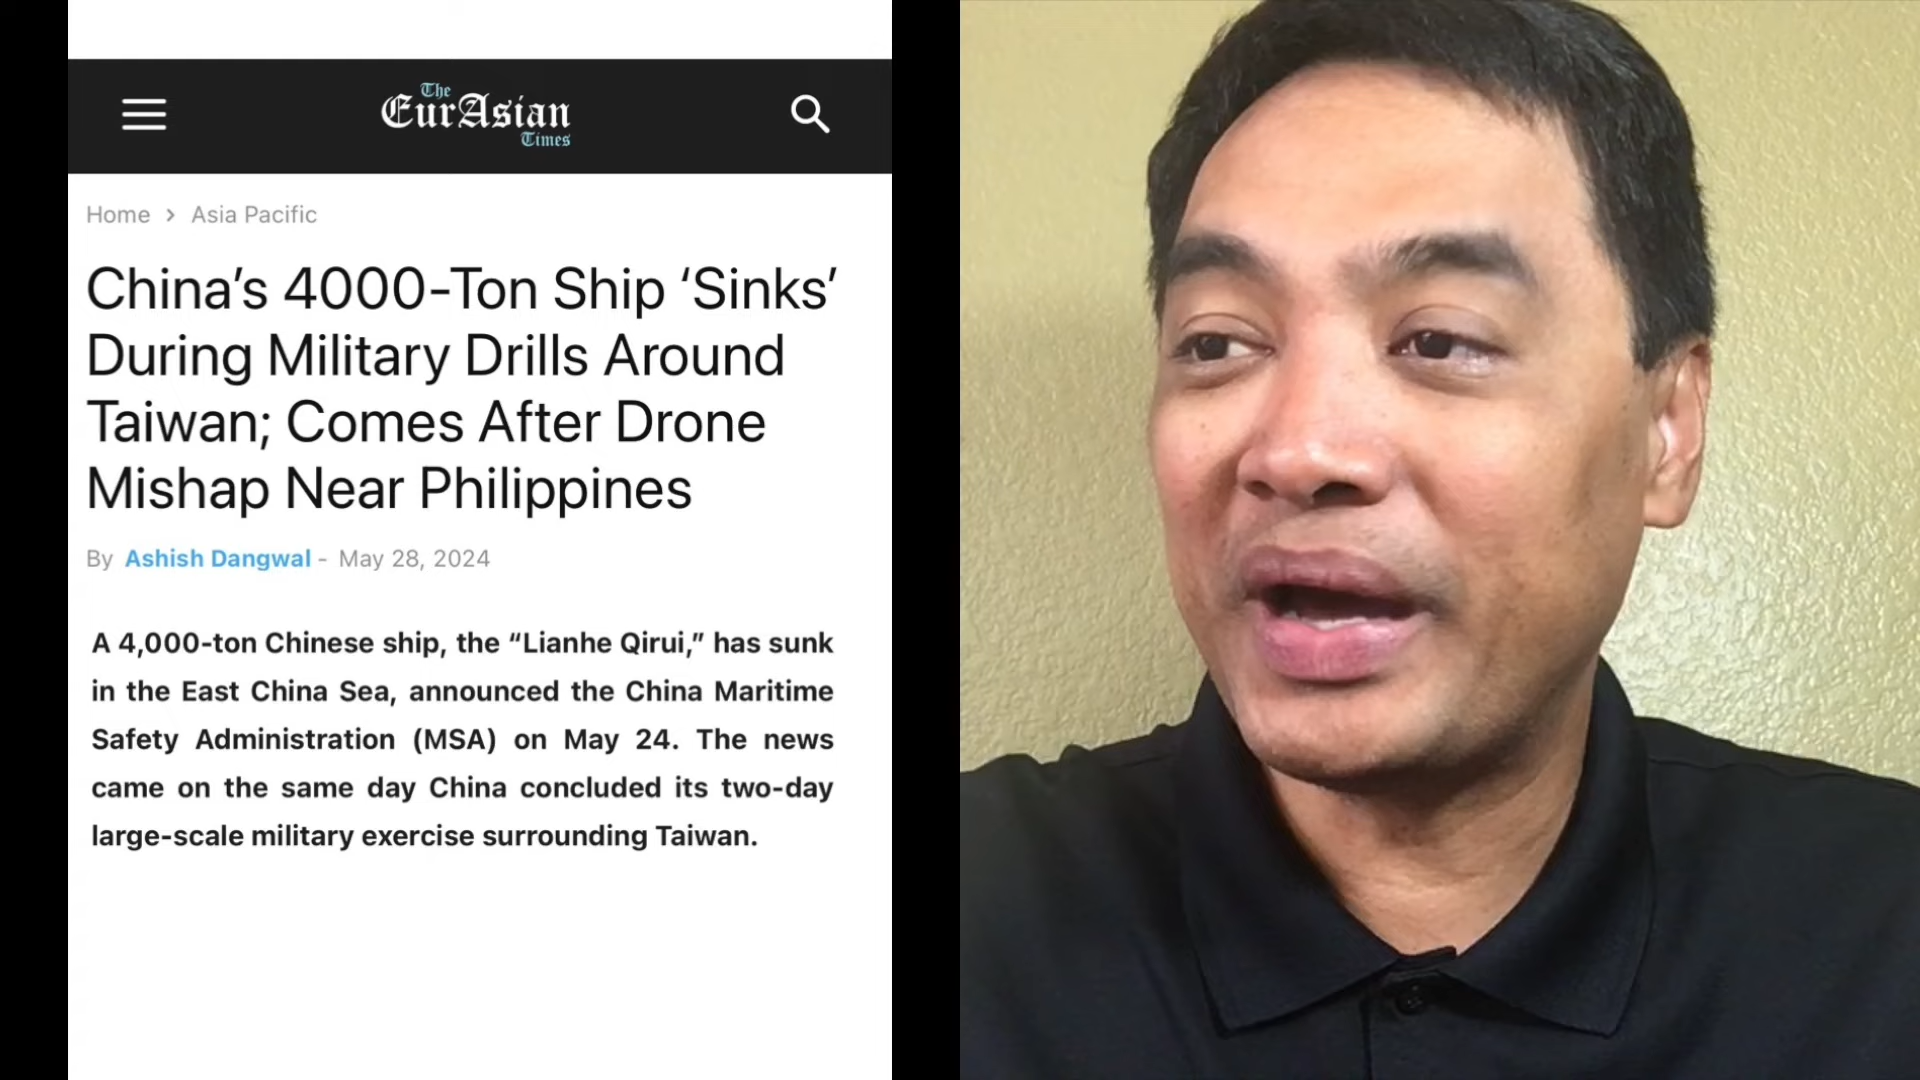 The
EurAsian
Times
Home › Asia Pacific
China’s 4000-Ton Ship ‘Sinks’
During Military Drills Around
Taiwan; Comes After Drone
Mishap Near Philippines
By Ashish Dangwal - May 28, 2024
A 4,000-ton Chinese ship, the “Lianhe Qirui,” has sunk
in the East China Sea, announced the China Maritime
Safety Administration (MSA) on May 24. The news
came on the same day China concluded its two-day
large-scale military exercise surrounding Taiwan.